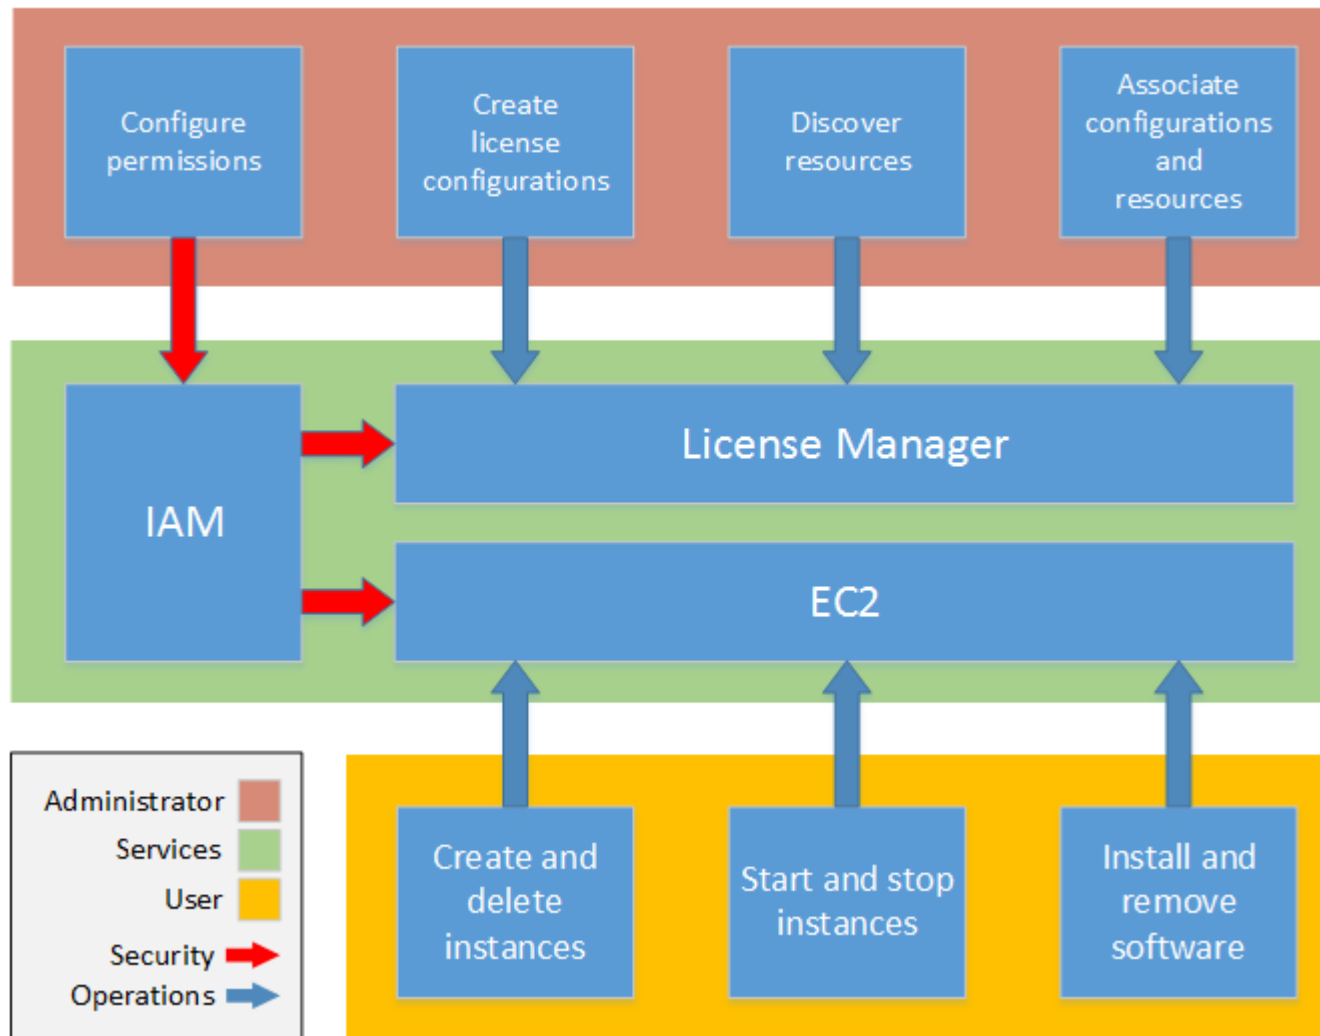 Configure
permissions
Create
license
configurations
Discover
resources
Associate
configurations
and
resources
IAM
License Manager
EC2
Administrator
Services
User
Security
Operations
Create and
delete
instances
Start and stop
instances
Install and
remove
software